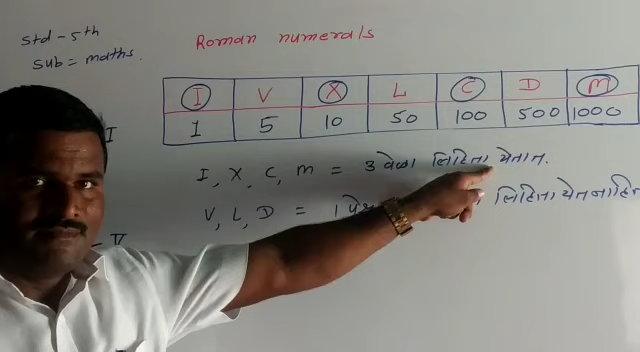 Std - 5th
Sub = maths.
Roman numerals
I V X L C D M
1 5 10 50 100 500 1000
I
I, X, C, M = 3 वेळा लिहिता येतात.
V, L, D = 1 लिहिता येत नाहित
- V